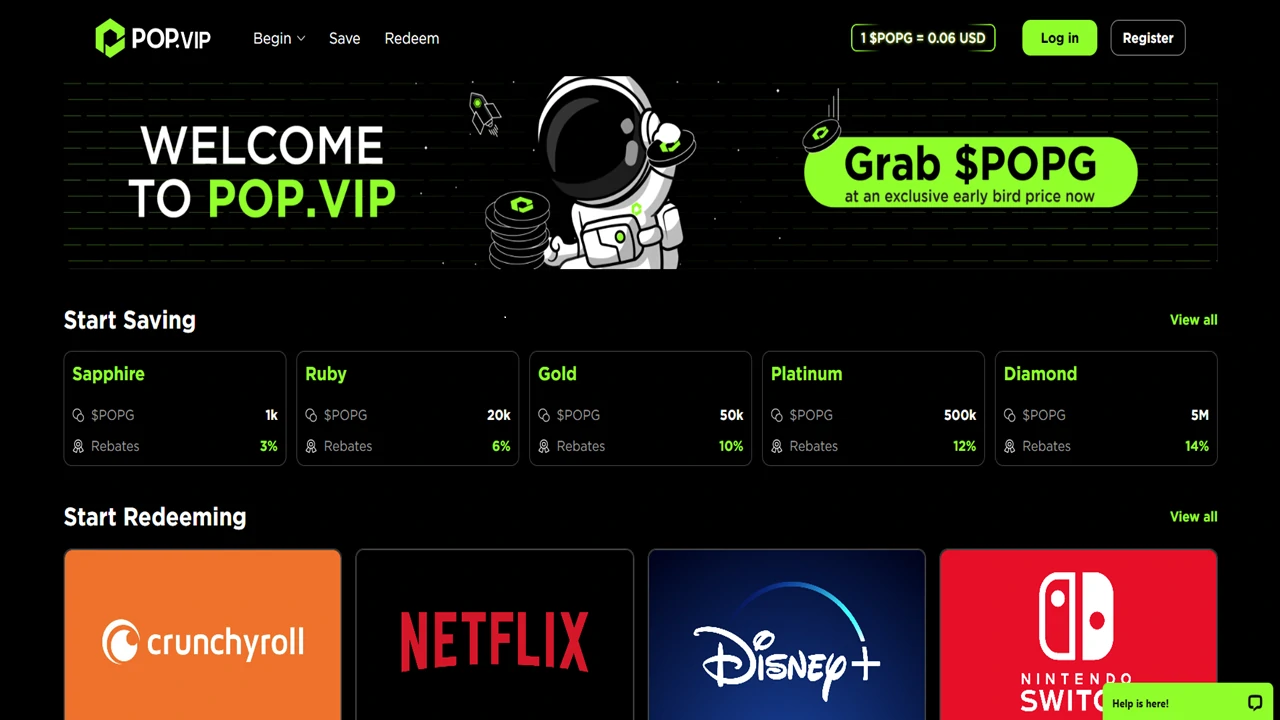 POP.VIP
Begin
Save
Redeem
1 $POPG = 0.06 USD
Log in
Register
WELCOME
TO POP.VIP
Grab $POPG
at an exclusive early bird price now
Start Saving
View all
Sapphire
$POPG 1k
Rebates 3%
Ruby
$POPG 20k
Rebates 6%
Gold
$POPG 50k
Rebates 10%
Platinum
$POPG 500k
Rebates 12%
Diamond
$POPG 5M
Rebates 14%
Start Redeeming
View all
crunchyroll
NETFLIX
Disney+
NINTENDO
Help is here!